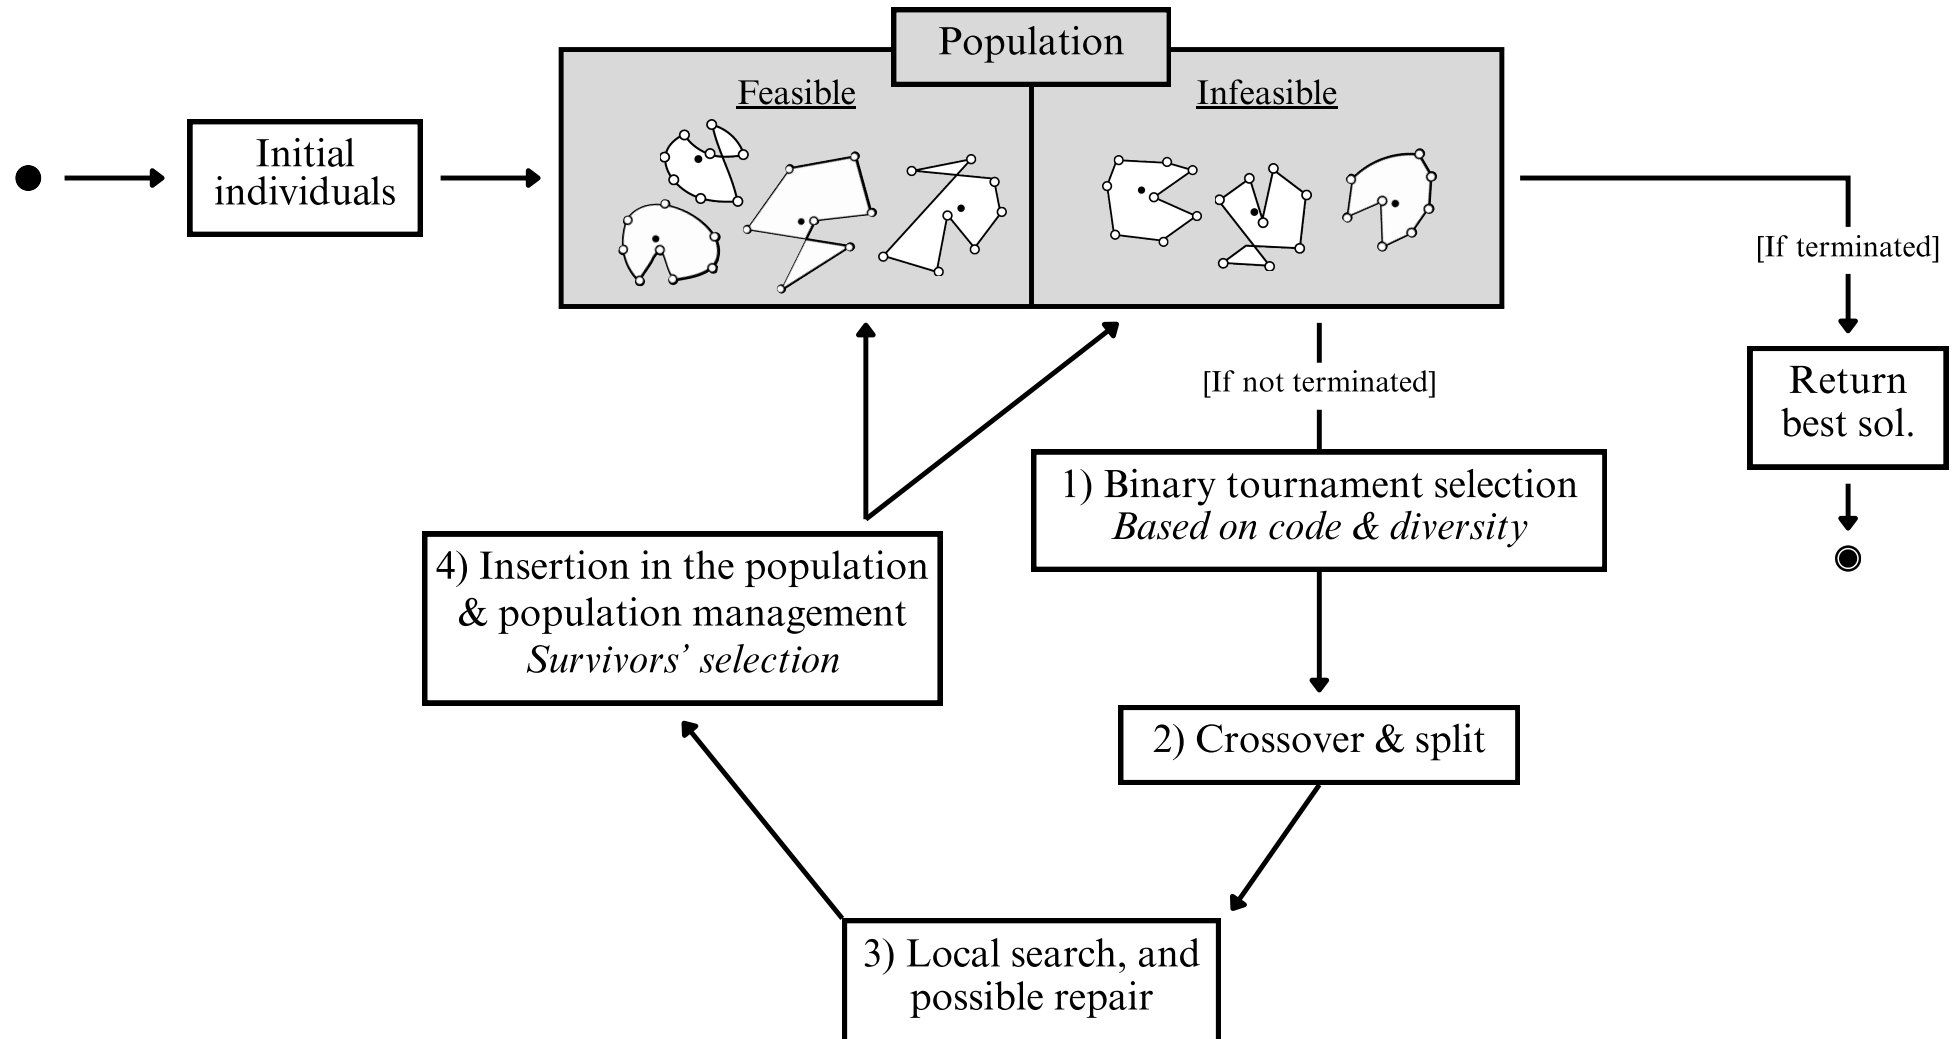 Population
Feasible
Infeasible
Initial
individuals
[If terminated]
Return
best sol.
[If not terminated]
1) Binary tournament selection
Based on code & diversity
2) Crossover & split
3) Local search, and
possible repair
4) Insertion in the population
& population management
Survivors’ selection